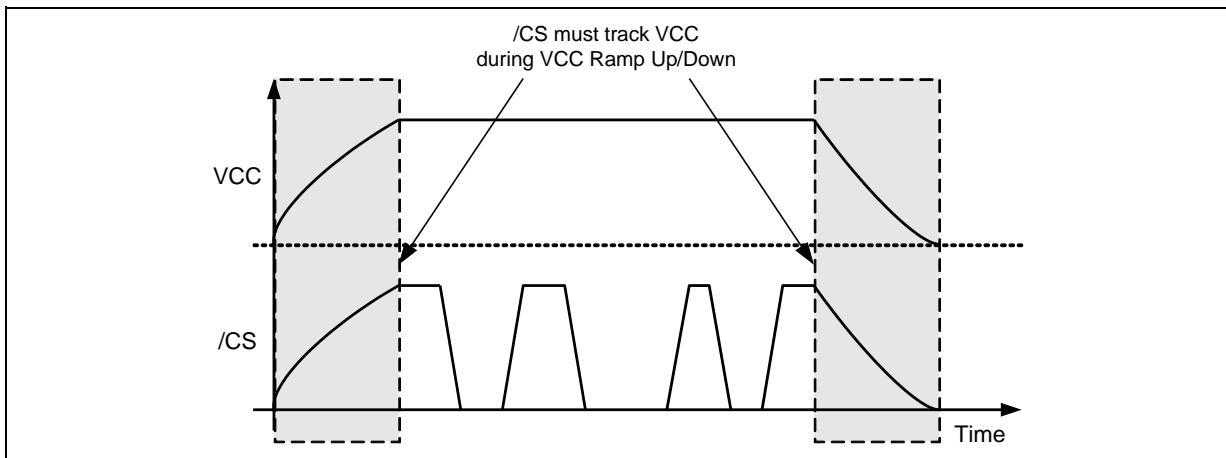 /CS must track VCC
during VCC Ramp Up/Down
VCC
/CS
Time